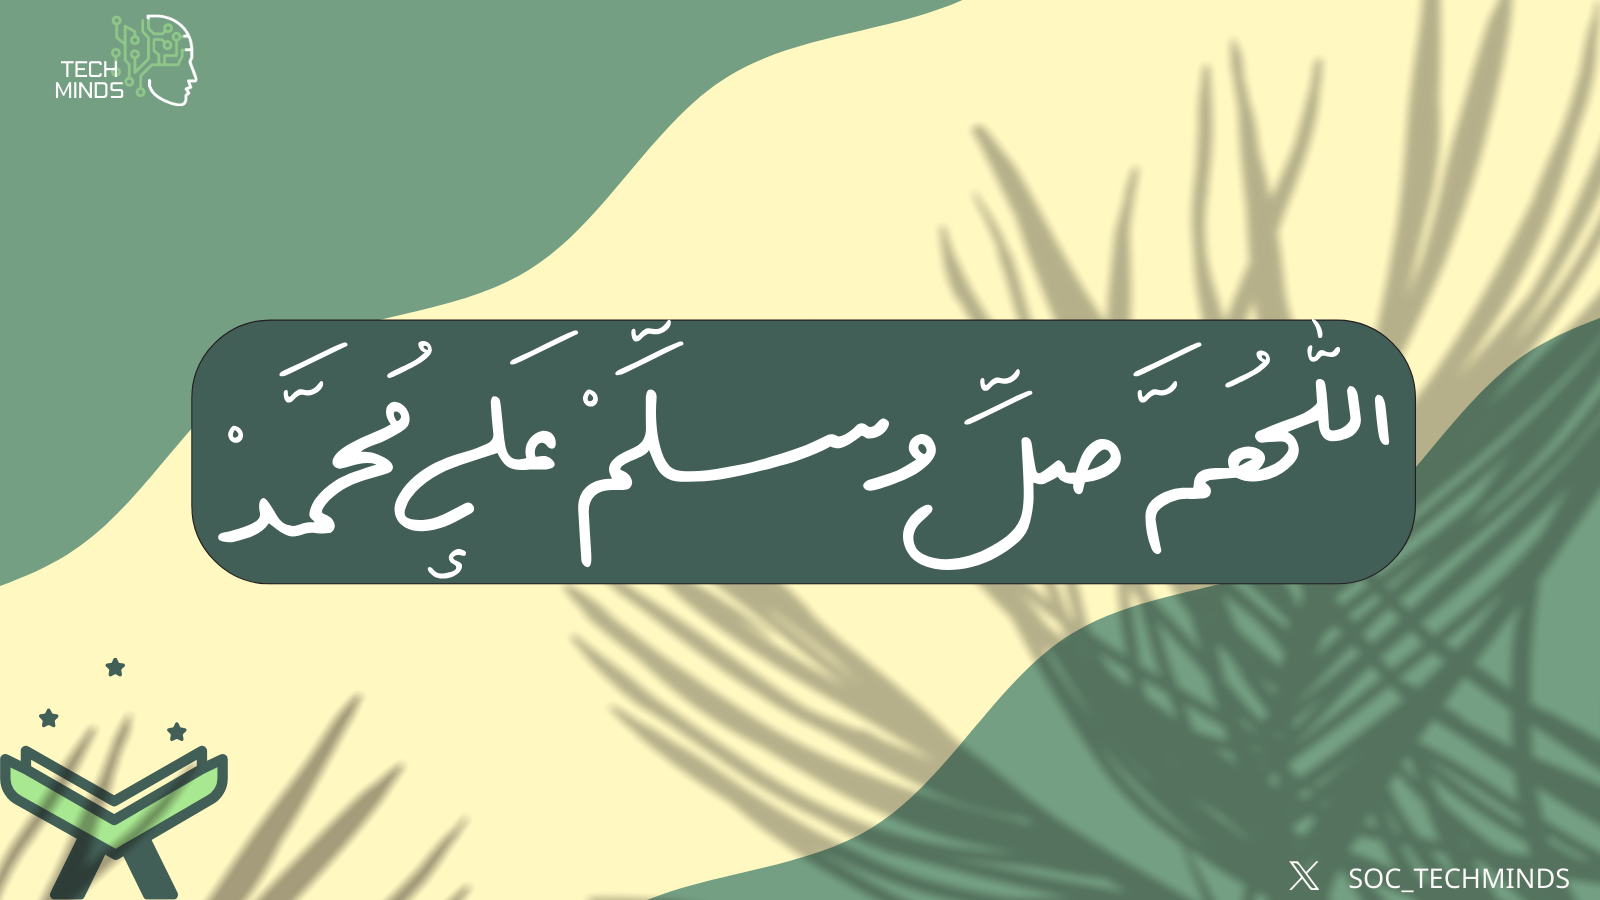 TECH
MINDS
اللَّهُمَّ صَلِّ وَسَلِّمْ عَلَى مُحَمَّدْ
SOC_TECHMINDS